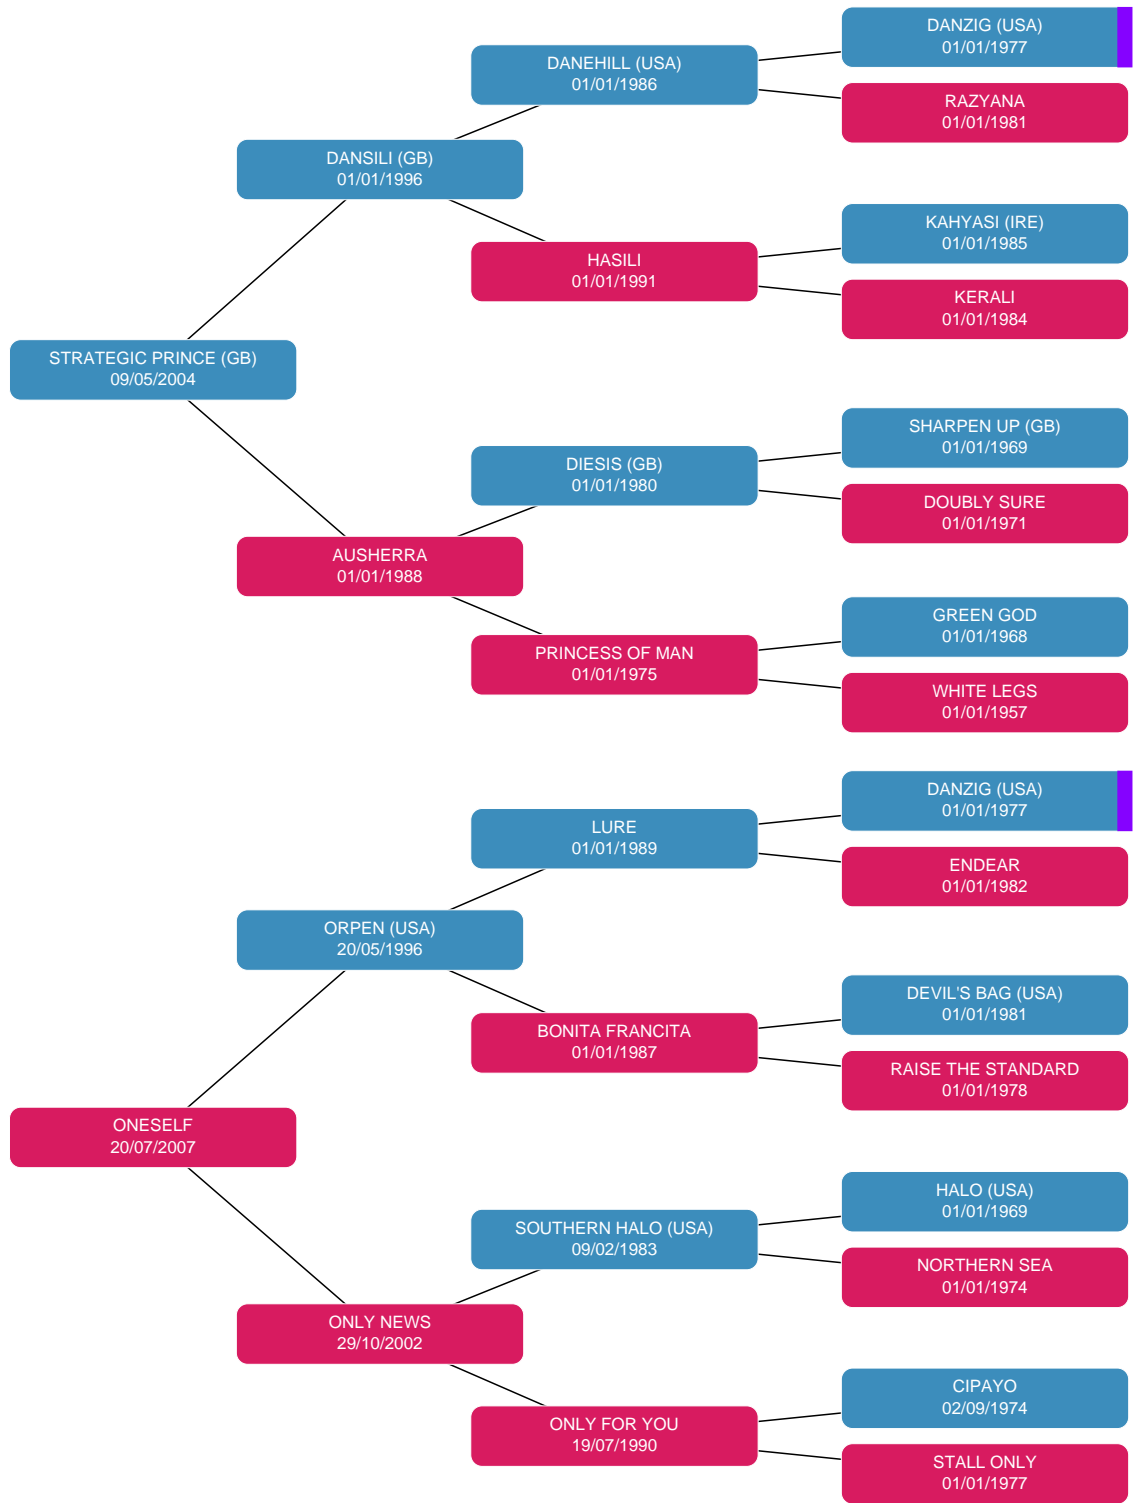 DANZIG (USA)
01/01/1977
DANEHILL (USA)
01/01/1986
RAZYANA
01/01/1981
DANSILI (GB)
01/01/1996
KAHYASI (IRE)
01/01/1985
HASILI
01/01/1991
KERALI
01/01/1984
STRATEGIC PRINCE (GB)
09/05/2004
SHARPEN UP (GB)
01/01/1969
DIESIS (GB)
01/01/1980
DOUBLY SURE
01/01/1971
AUSHERRA
01/01/1988
GREEN GOD
01/01/1968
PRINCESS OF MAN
01/01/1975
WHITE LEGS
01/01/1957
DANZIG (USA)
01/01/1977
LURE
01/01/1989
ENDEAR
01/01/1982
ORPEN (USA)
20/05/1996
DEVIL'S BAG (USA)
01/01/1981
BONITA FRANCITA
01/01/1987
RAISE THE STANDARD
01/01/1978
ONESELF
20/07/2007
HALO (USA)
01/01/1969
SOUTHERN HALO (USA)
09/02/1983
NORTHERN SEA
01/01/1974
ONLY NEWS
29/10/2002
CIPAYO
02/09/1974
ONLY FOR YOU
19/07/1990
STALL ONLY
01/01/1977